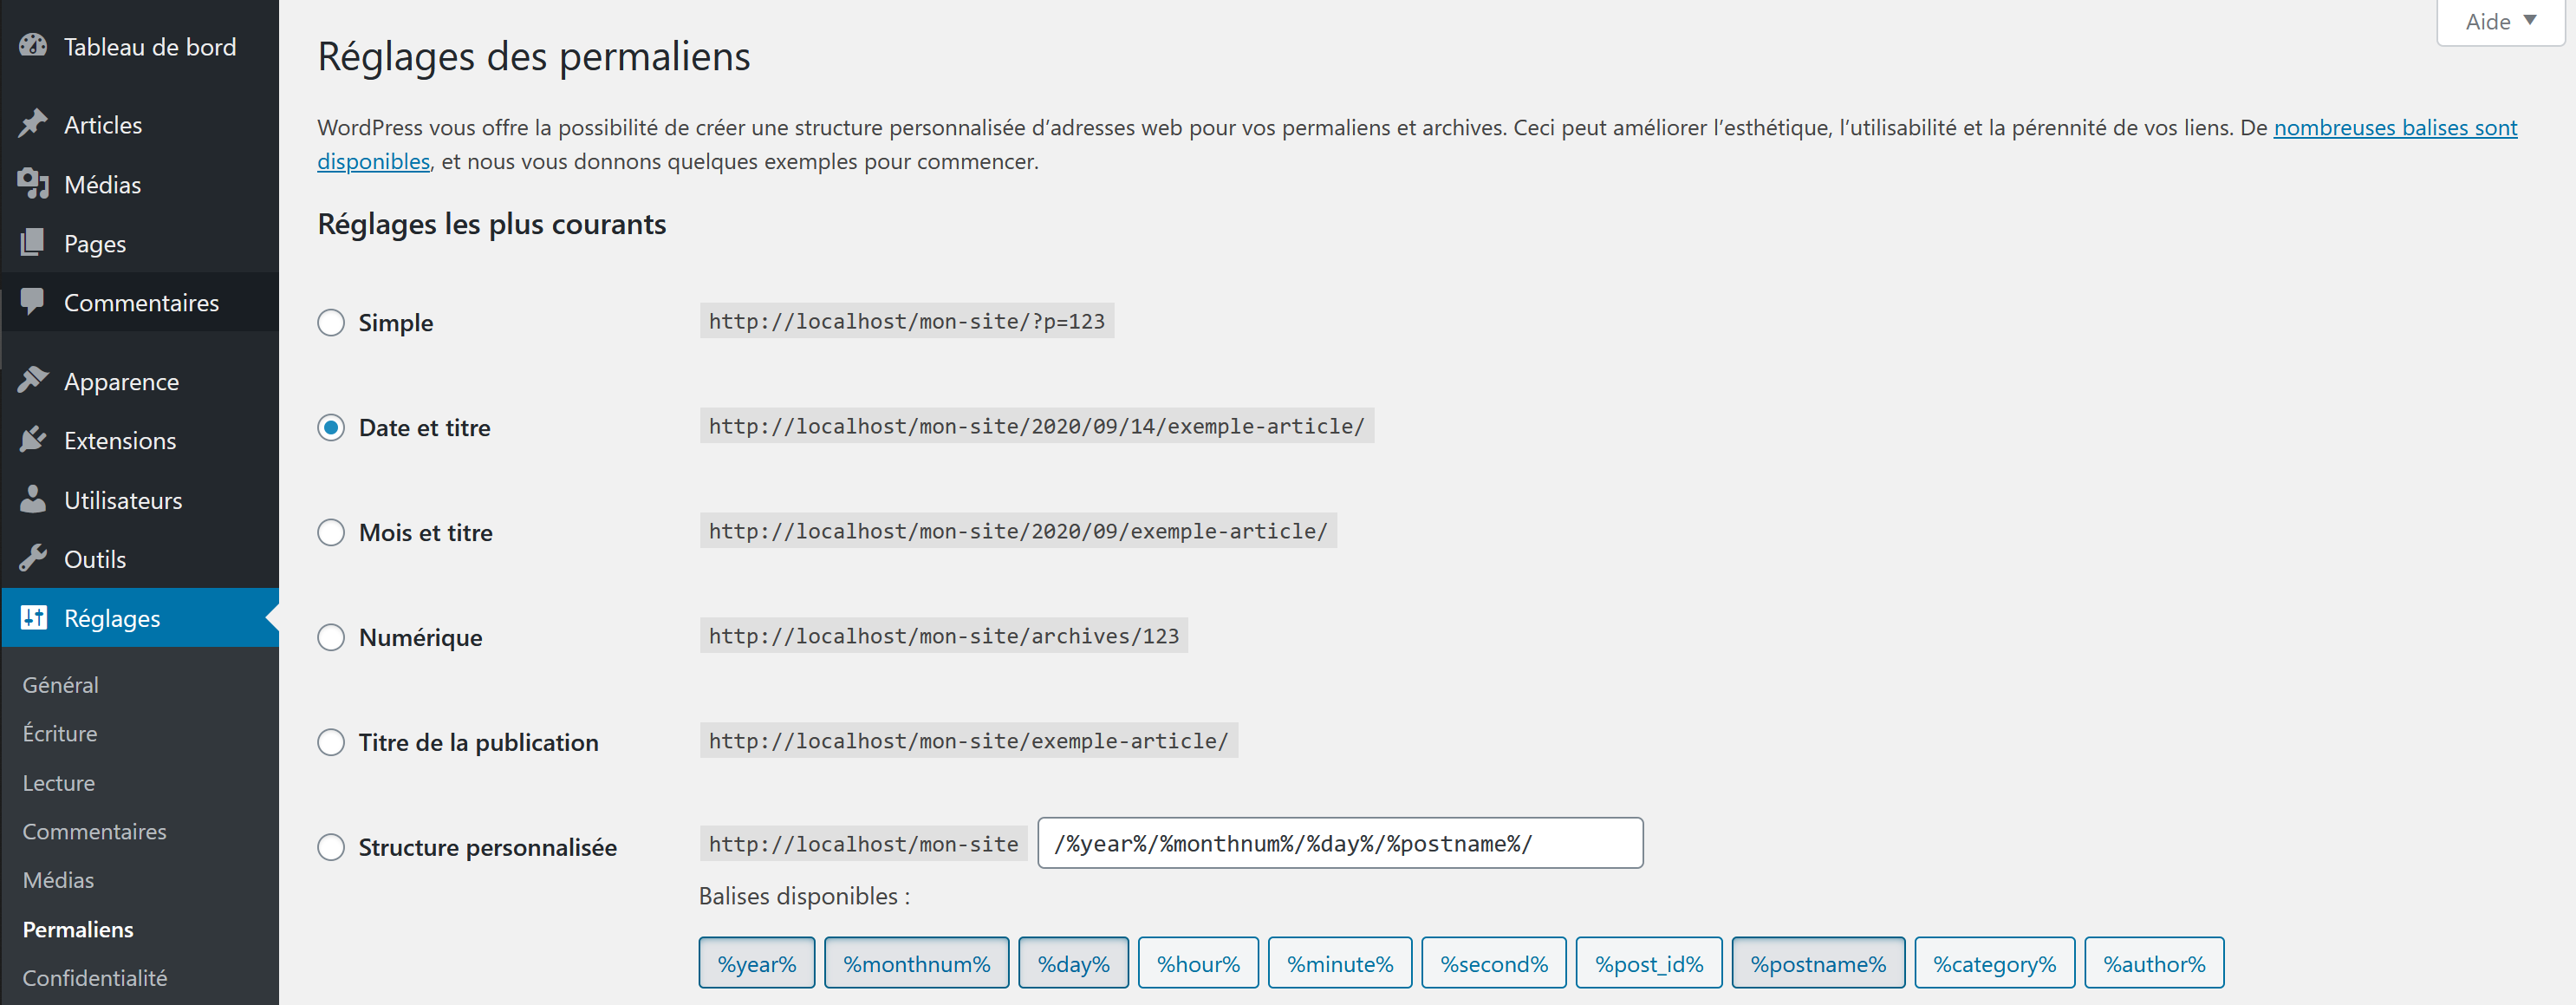 Tableau de bord
Articles
Médias
Pages
Commentaires
Apparence
Extensions
Utilisateurs
Outils
Réglages
Général
Écriture
Lecture
Commentaires
Médias
Permaliens
Confidentialité
Aide
Réglages des permaliens
WordPress vous offre la possibilité de créer une structure personnalisée d’adresses web pour vos permaliens et archives. Ceci peut améliorer l’esthétique, l’utilisabilité et la pérennité de vos liens. De nombreuses balises sont
disponibles, et nous vous donnons quelques exemples pour commencer.
Réglages les plus courants
Simple http://localhost/mon-site/?p=123
Date et titre http://localhost/mon-site/2020/09/14/exemple-article/
Mois et titre http://localhost/mon-site/2020/09/exemple-article/
Numérique http://localhost/mon-site/archives/123
Titre de la publication http://localhost/mon-site/exemple-article/
Structure personnalisée http://localhost/mon-site /%year%/%monthnum%/%day%/%postname%/
Balises disponibles :
%year% %monthnum% %day% %hour% %minute% %second% %post_id% %postname% %category% %author%